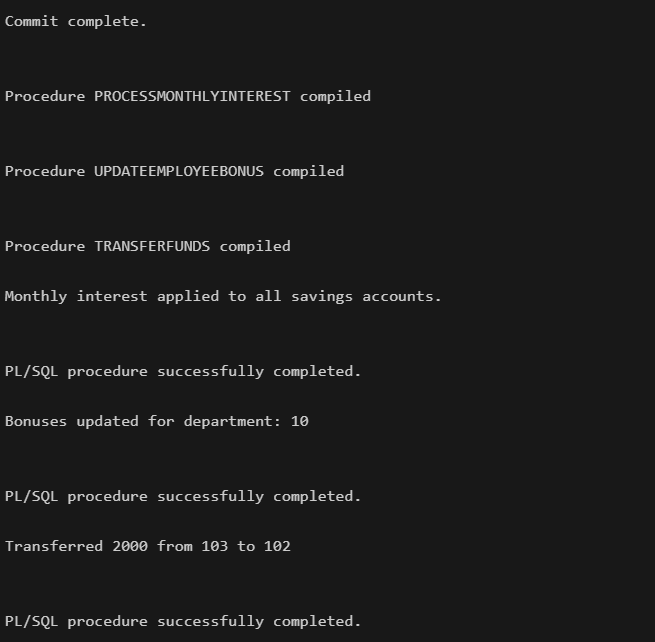 Commit complete.
Procedure PROCESSMONTHLYINTEREST compiled
Procedure UPDATEEMPLOYEEBONUS compiled
Procedure TRANSFERFUNDS compiled
Monthly interest applied to all savings accounts.
PL/SQL procedure successfully completed.
Bonuses updated for department: 10
PL/SQL procedure successfully completed.
Transferred 2000 from 103 to 102
PL/SQL procedure successfully completed.